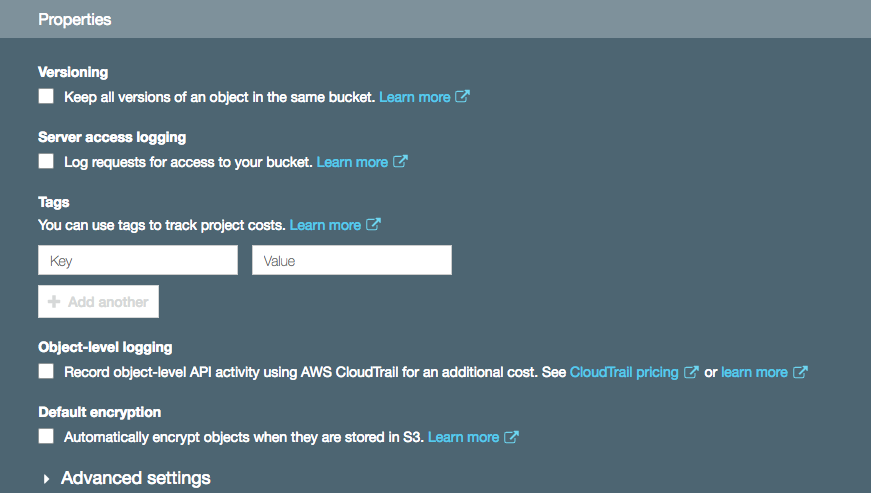 Properties
Versioning
Keep all versions of an object in the same bucket. Learn more
Server access logging
Log requests for access to your bucket. Learn more
Tags
You can use tags to track project costs. Learn more
Key Value
Add another
Object-level logging
Record object-level API activity using AWS CloudTrail for an additional cost. See CloudTrail pricing or learn more
Default encryption
Automatically encrypt objects when they are stored in S3. Learn more
Advanced settings